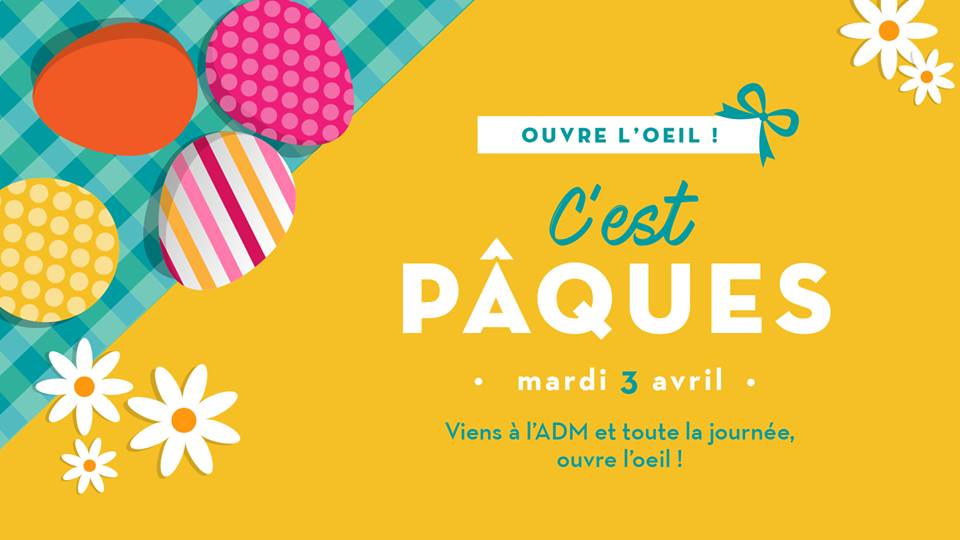 OUVRE L'OEIL !
C'est
PÂQUES
• mardi 3 avril •
Viens à l'ADM et toute la journée,
ouvre l'oeil !